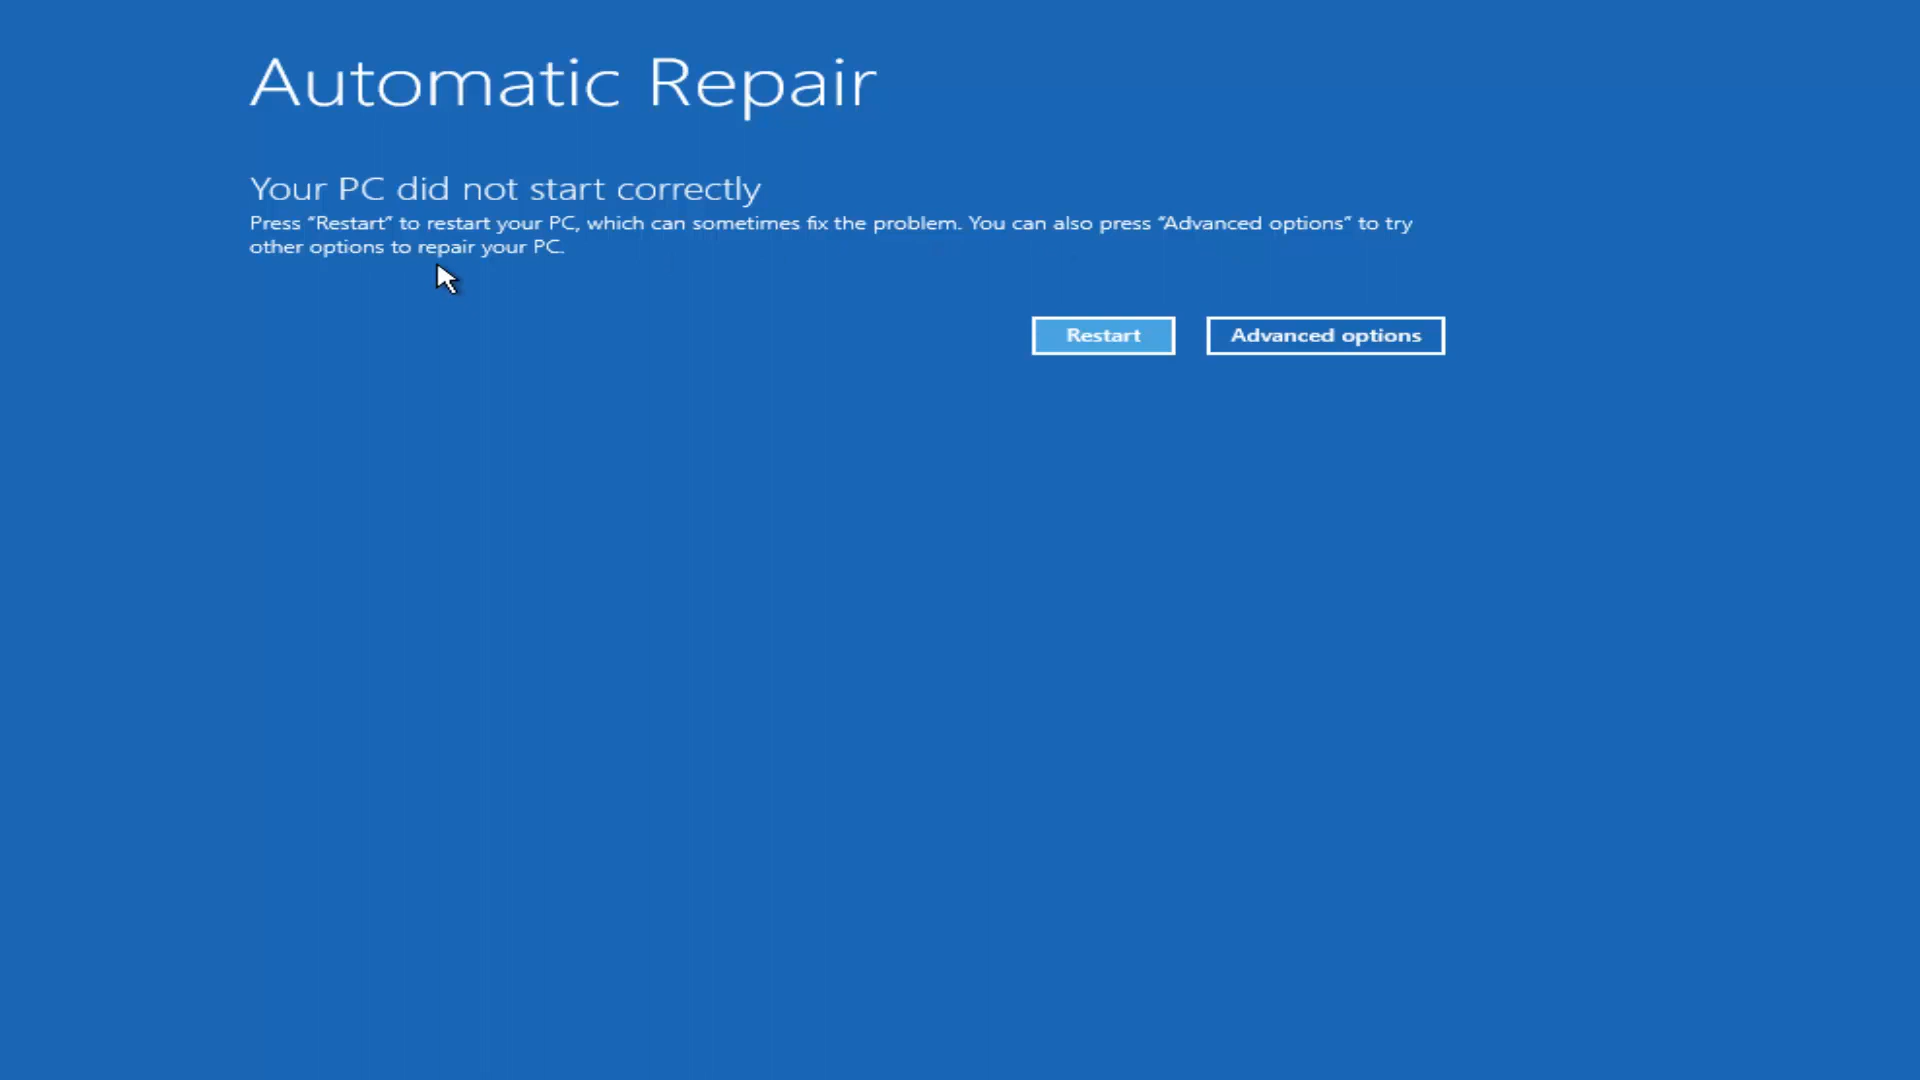 Automatic Repair
Your PC did not start correctly
Press “Restart” to restart your PC, which can sometimes fix the problem. You can also press “Advanced options” to try
other options to repair your PC.
Restart
Advanced options